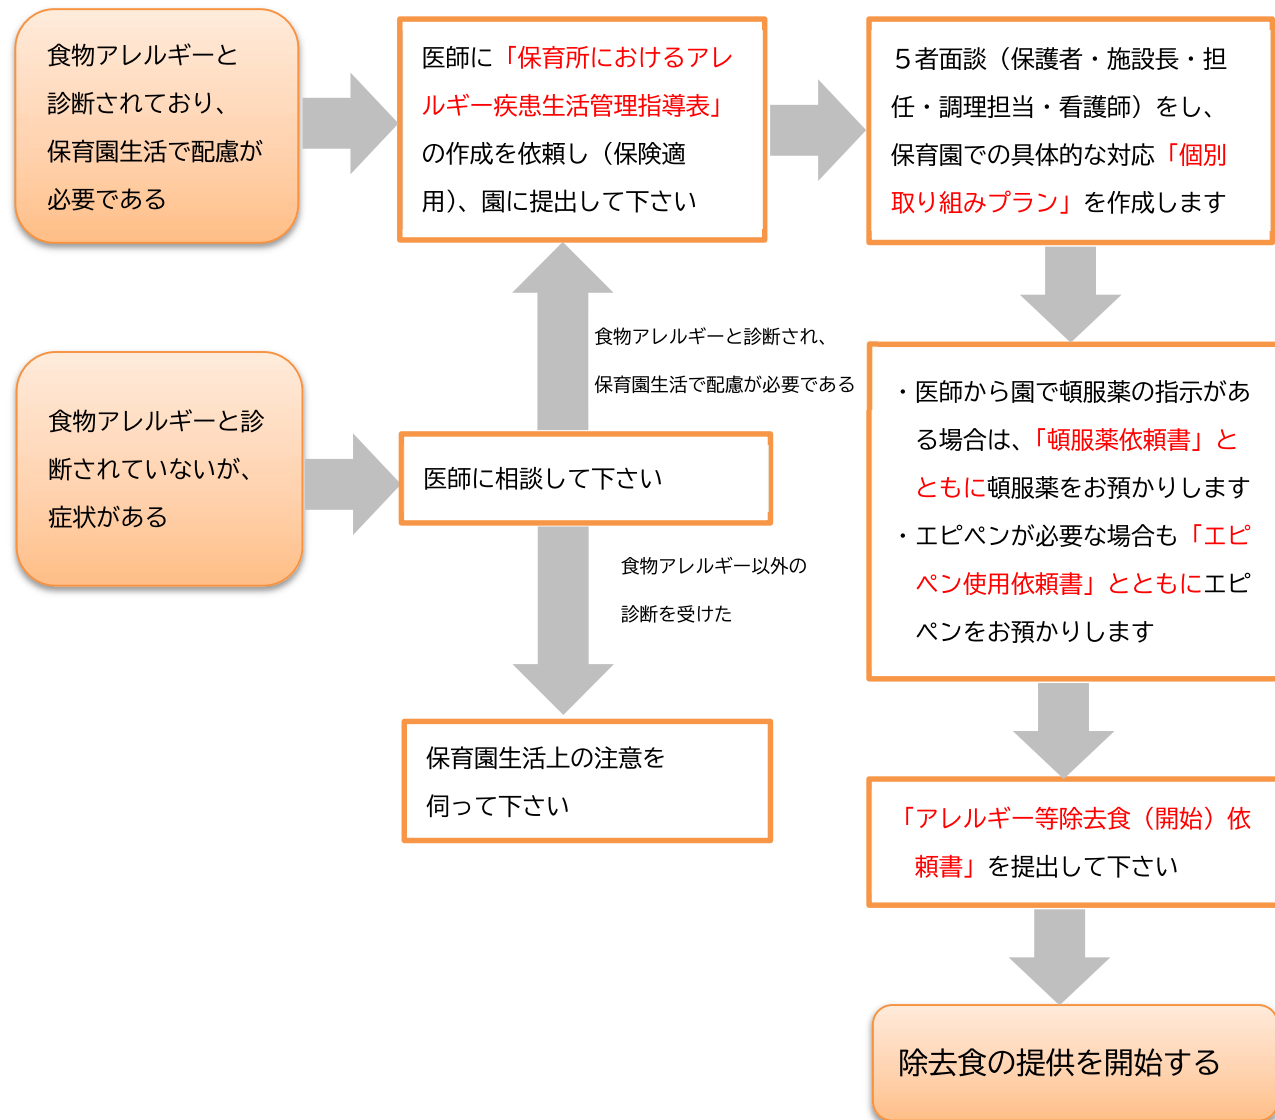 食物アレルギーと
診断されており、
保育園生活で配慮が
必要である
医師に「保育所におけるアレ
ルギー疾患生活管理指導表」
の作成を依頼し（保険適
用）、園に提出して下さい
５者面談（保護者・施設長・担
任・調理担当・看護師）をし、
保育園での具体的な対応「個別
取り組みプラン」を作成します
食物アレルギーと診断され、
保育園生活で配慮が必要である
食物アレルギーと診
断されていないが、
症状がある
医師に相談して下さい
食物アレルギー以外の
診断を受けた
保育園生活上の注意を
伺って下さい
・医師から園で頓服薬の指示があ
る場合は、「頓服薬依頼書」と
ともに頓服薬をお預かりします
・エピペンが必要な場合も「エピ
ペン使用依頼書」とともにエピ
ペンをお預かりします
「アレルギー等除去食（開始）依
頼書」を提出して下さい
除去食の提供を開始する